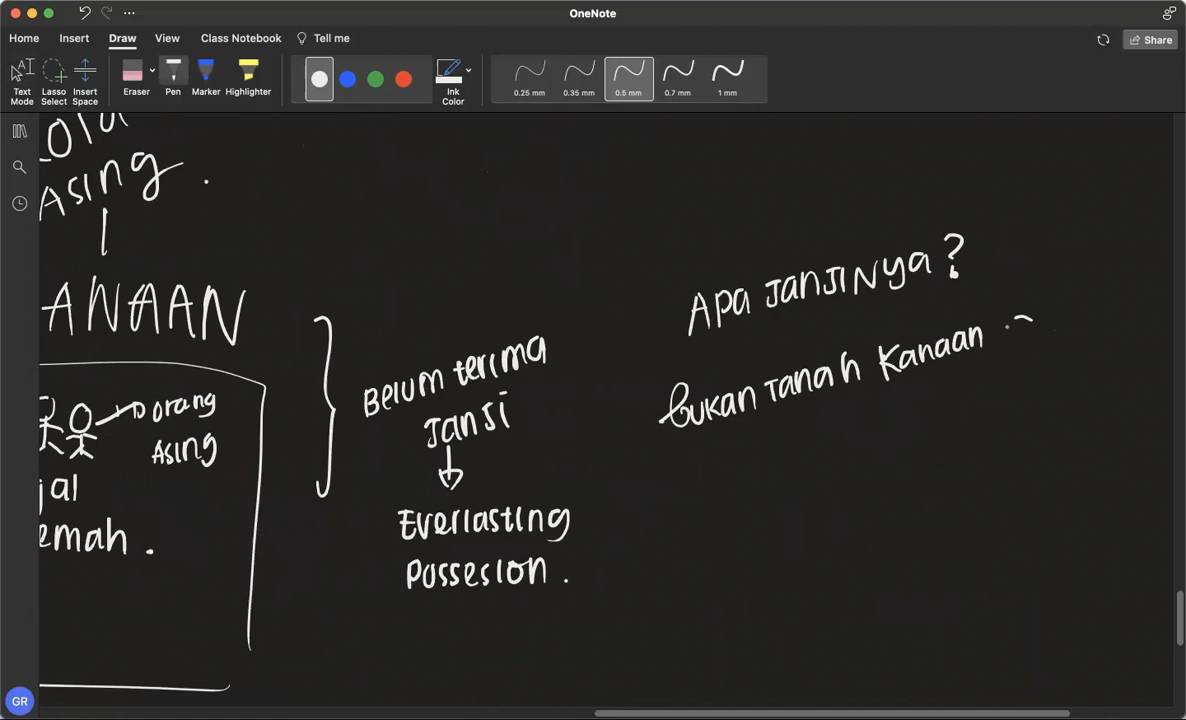 OneNote
Home Insert Draw View Class Notebook Tell me
Share
Text Mode
Lasso Select
Insert Space
Eraser
Pen
Marker
Highlighter
Ink Color
0.25 mm
0.35 mm
0.5 mm
0.7 mm
1 mm
Asing .
ANAAN
orang
Asing
jal
emah .
Belum terima
Janji
Everlasting
Possesion .
Apa Janjinya ?
bukan Tanah Kanaan
GR